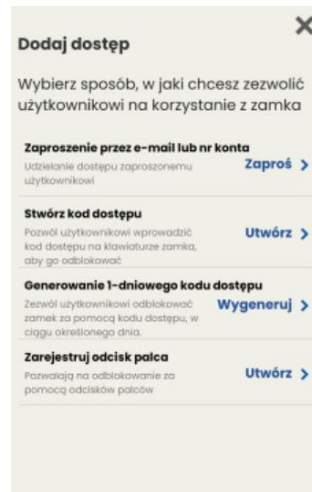 Dodaj dostęp
Wybierz sposób, w jaki chcesz zezwolić
użytkownikowi na korzystanie z zamka
Zaproszenie przez e-mail lub nr konta
Udzielanie dostępu zaproszonemu
użytkownikowi
Zaproś
Stwórz kod dostępu
Pozwól użytkownikowi wprowadzić
kod dostępu na klawiaturze zamka,
aby go odblokować
Utwórz
Generowanie 1-dniowego kodu dostępu
Zezwól użytkownikowi odblokować
zamek za pomocą kodu dostępu, w
ciągu określonego dnia.
Wygeneruj
Zarejestruj odcisk palca
Pozwalają na odblokowanie za
pomocą odcisków palców
Utwórz